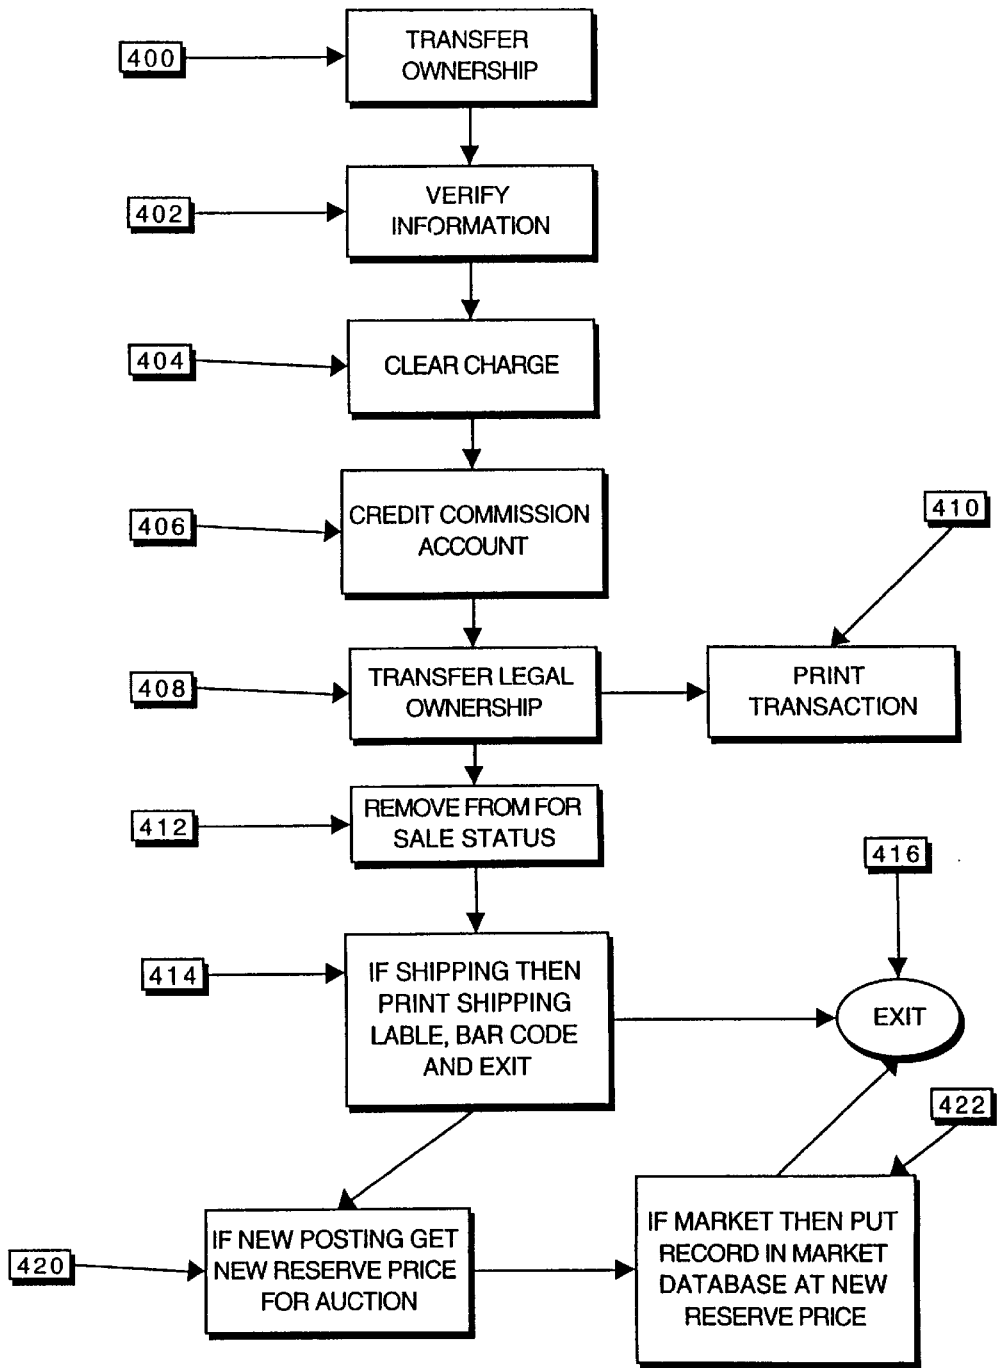 400
TRANSFER
OWNERSHIP
402
VERIFY
INFORMATION
404
CLEAR CHARGE
406
CREDIT COMMISSION
ACCOUNT
410
408
TRANSFER LEGAL
OWNERSHIP
PRINT
TRANSACTION
412
REMOVE FROM FOR
SALE STATUS
416
414
IF SHIPPING THEN
PRINT SHIPPING
LABLE, BAR CODE
AND EXIT
EXIT
422
420
IF NEW POSTING GET
NEW RESERVE PRICE
FOR AUCTION
IF MARKET THEN PUT
RECORD IN MARKET
DATABASE AT NEW
RESERVE PRICE